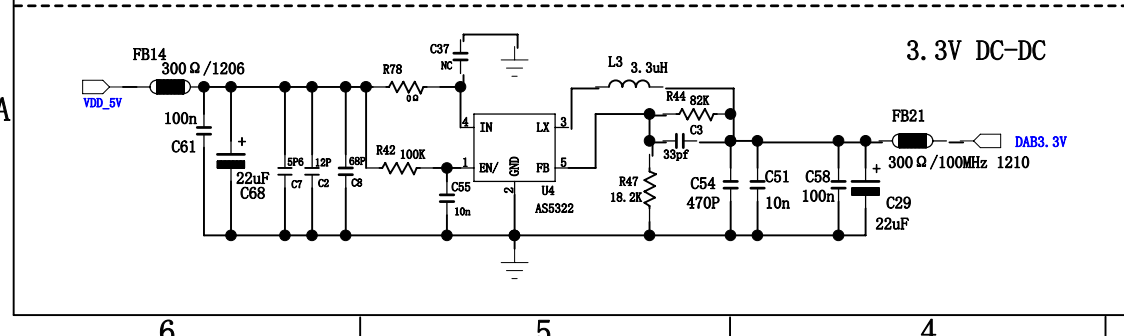 3.3V DC-DC
FB14
300Ω/1206
VDD_5V
100n
C61
+
22uF
C68
5P6
C7
12P
C2
68P
C8
R78
0Ω
C37
NC
R42 100K
C55
10n
4 IN
1 EN/
GND
2
LX 3
FB 5
U4
AS5322
L3 3.3uH
R44 82K
C3
33pf
R47
18.2K
C54
470P
C51
10n
C58
100n
+
C29
22uF
FB21
300Ω/100MHz 1210
DAB3.3V
A
6
5
4